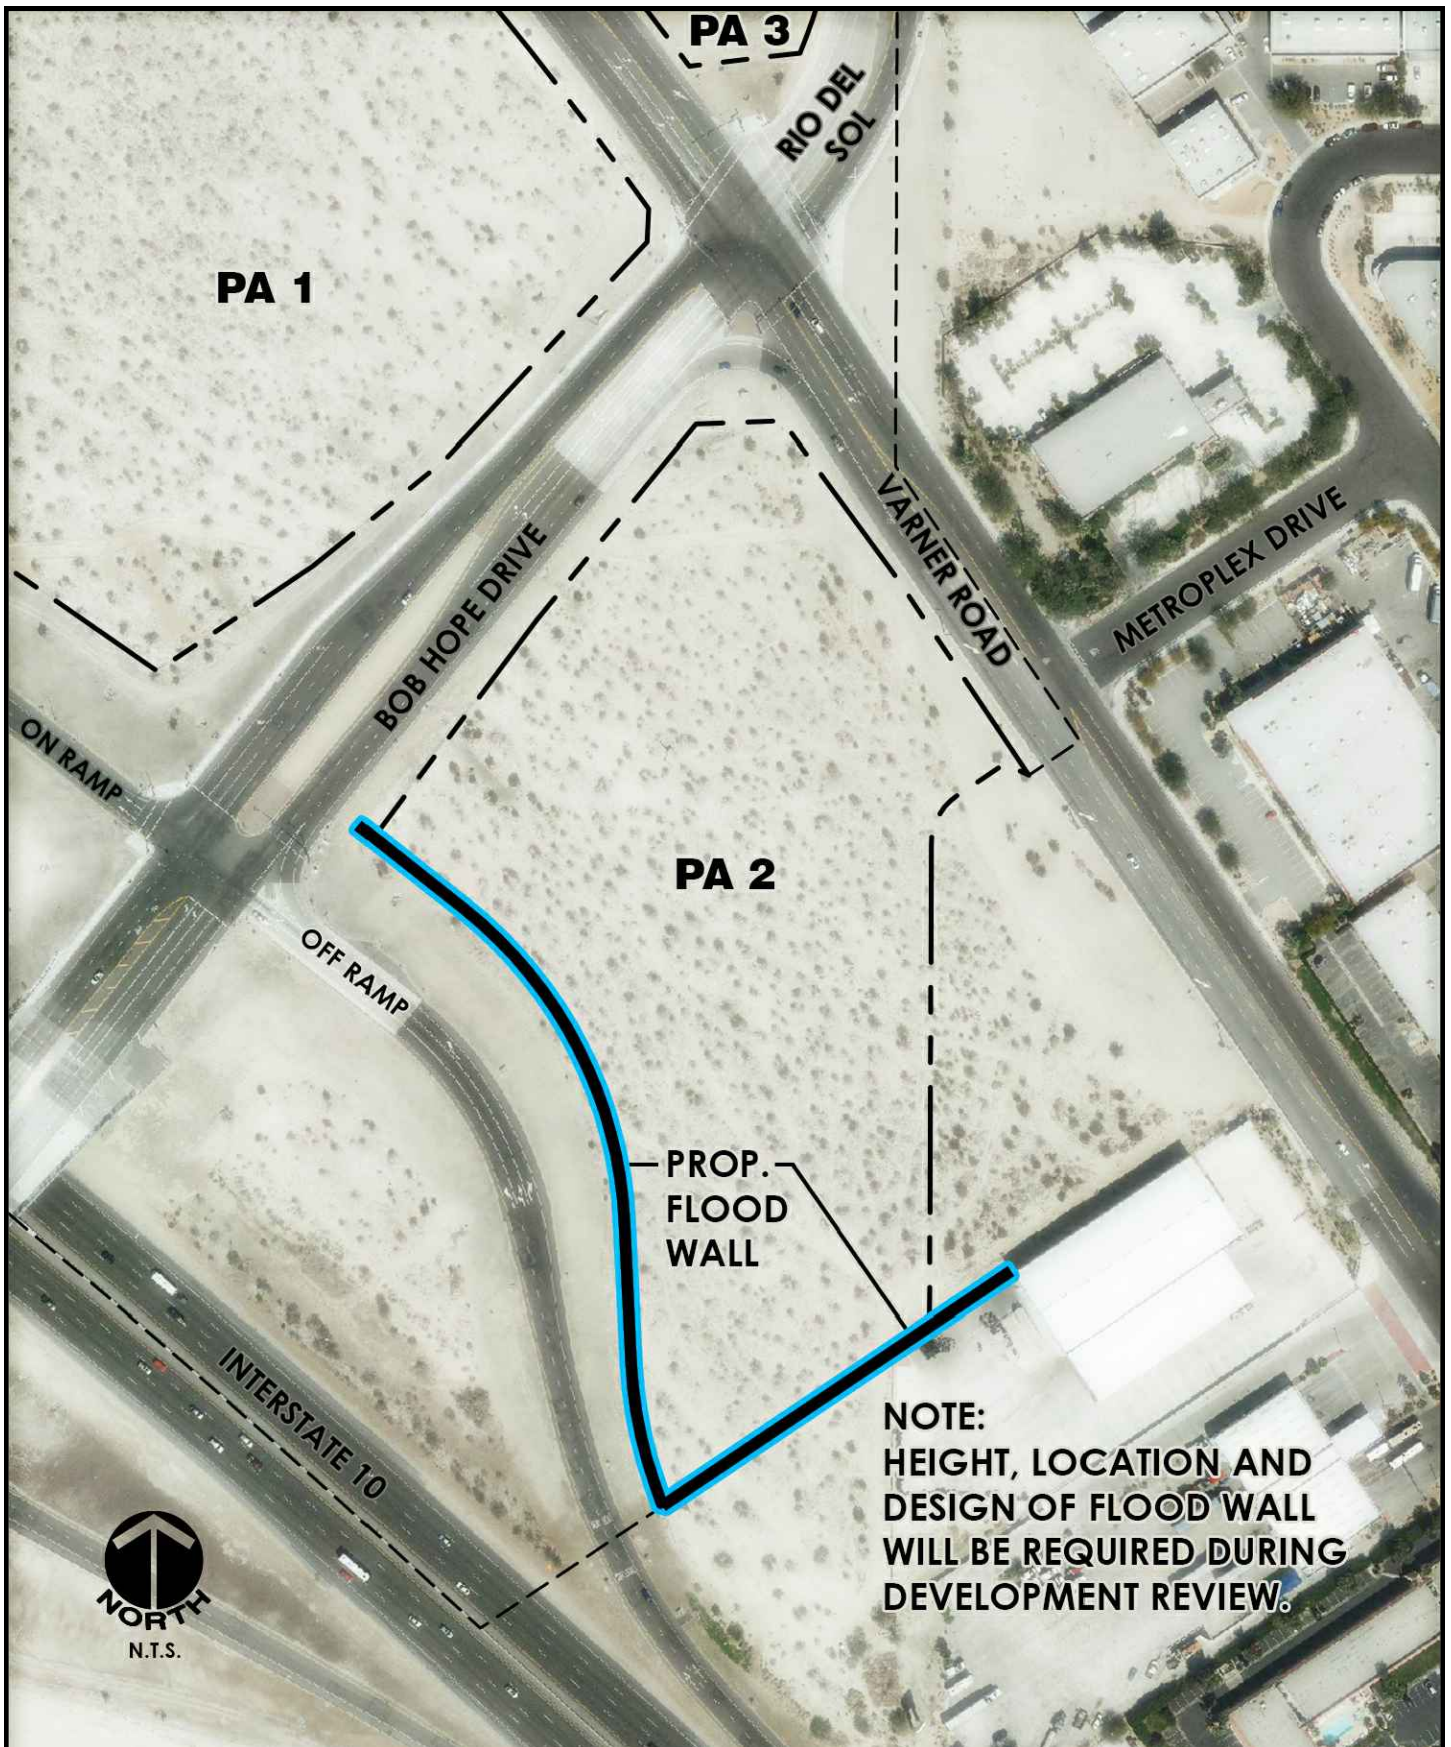 PA 3
RIO DEL
SOL
PA 1
VARNER ROAD
METROPLEX DRIVE
BOB HOPE DRIVE
ON RAMP
PA 2
OFF RAMP
PROP.
FLOOD
WALL
INTERSTATE 10
NOTE:
HEIGHT, LOCATION AND
DESIGN OF FLOOD WALL
WILL BE REQUIRED DURING
DEVELOPMENT REVIEW.
NORTH
N.T.S.